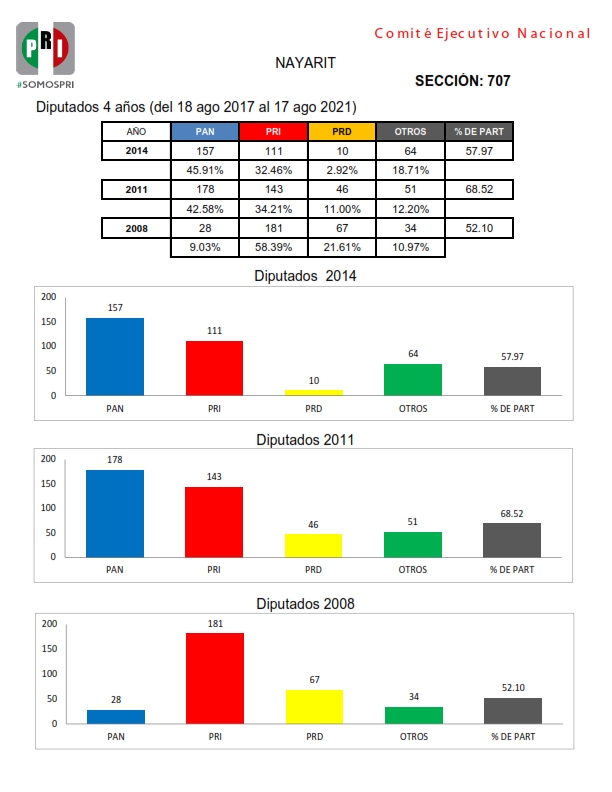 Comité Ejecutivo Nacional
PRI
#SOMOSPRI
NAYARIT
SECCIÓN: 707
Diputados 4 años (del 18 ago 2017 al 17 ago 2021)
AÑO PAN PRI PRD OTROS % DE PART
2014 157 111 10 64 57.97
45.91% 32.46% 2.92% 18.71%
2011 178 143 46 51 68.52
42.58% 34.21% 11.00% 12.20%
2008 28 181 67 34 52.10
9.03% 58.39% 21.61% 10.97%
Diputados 2014
200
150
100
50
0
157 111 10 64 57.97
PAN PRI PRD OTROS % DE PART
Diputados 2011
200
150
100
50
0
178 143 46 51 68.52
PAN PRI PRD OTROS % DE PART
Diputados 2008
200
150
100
50
0
28 181 67 34 52.10
PAN PRI PRD OTROS % DE PART